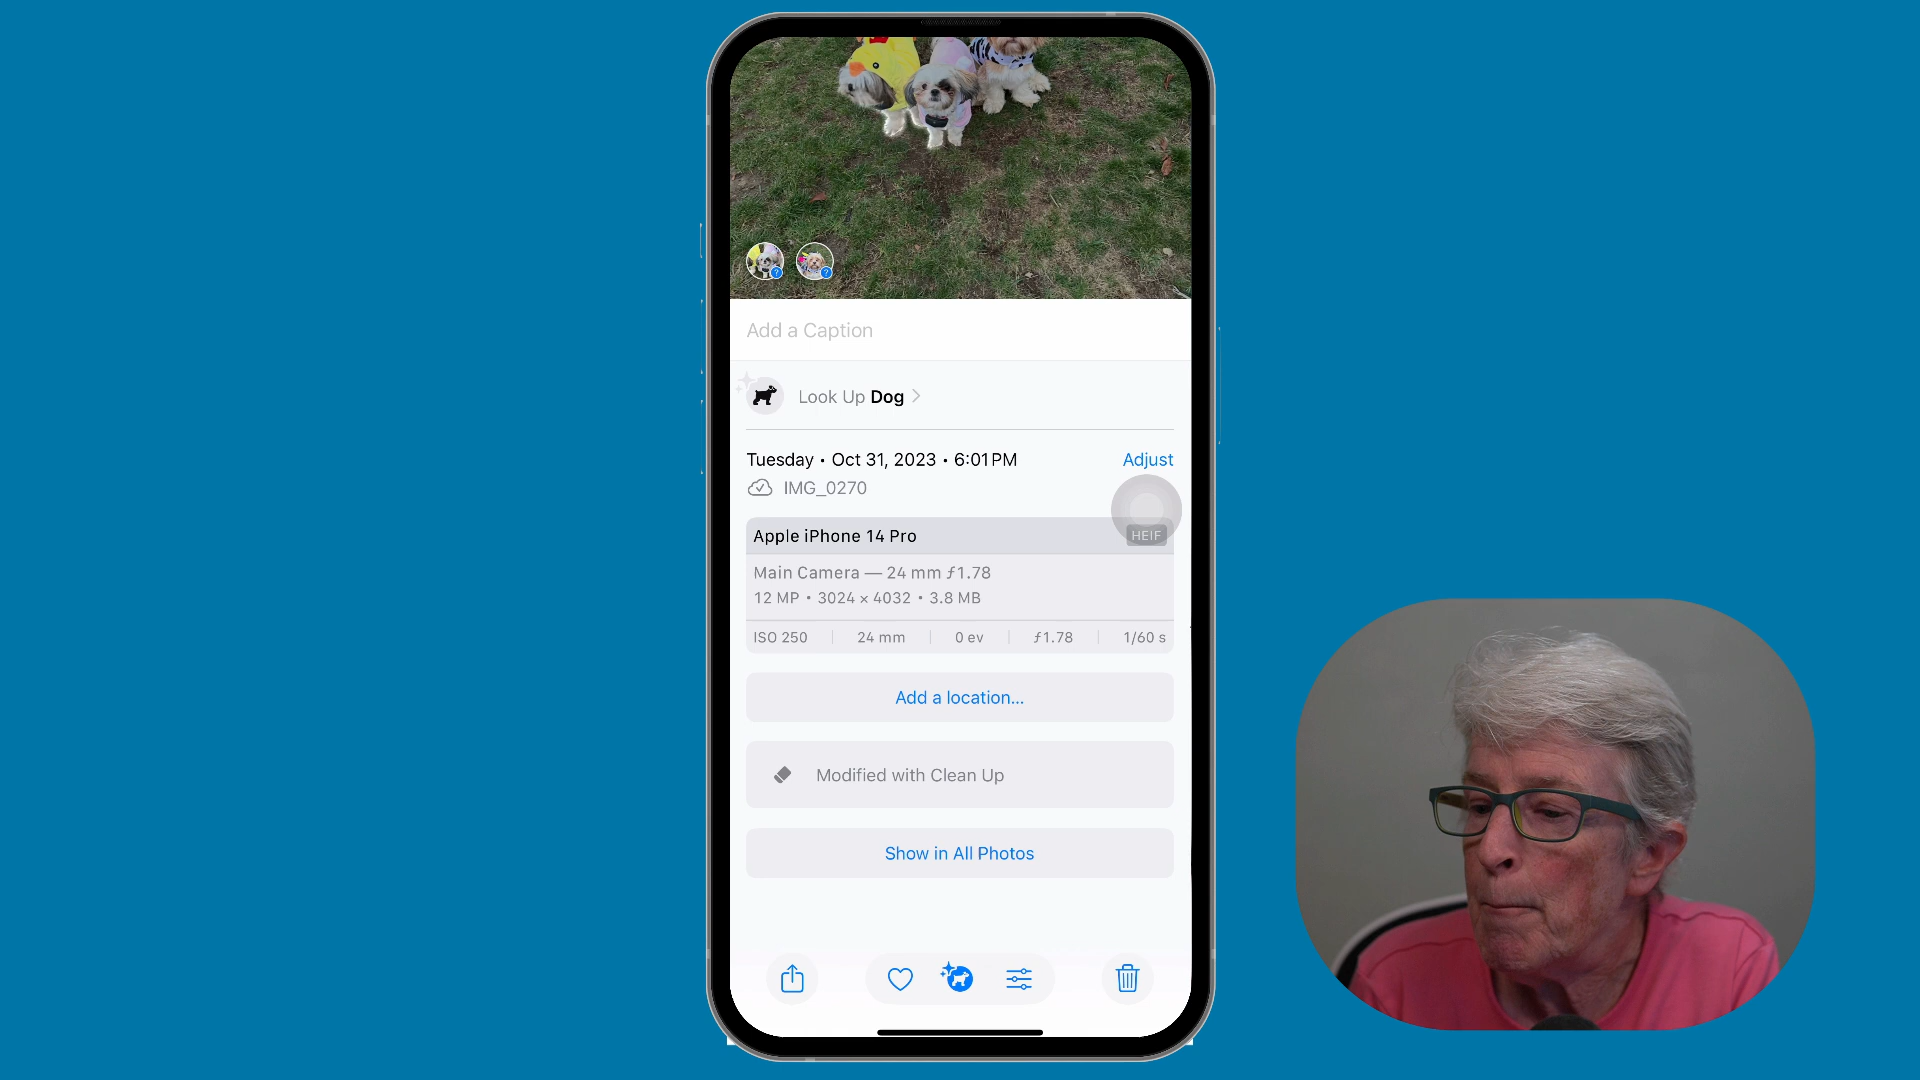 Add a Caption
Look Up Dog
Tuesday • Oct 31, 2023 • 6:01 PM
Adjust
IMG_0270
Apple iPhone 14 Pro
HEIF
Main Camera — 24 mm ƒ1.78
12 MP • 3024 × 4032 • 3.8 MB
ISO 250 24 mm 0 ev ƒ1.78 1/60 s
Add a location...
Modified with Clean Up
Show in All Photos